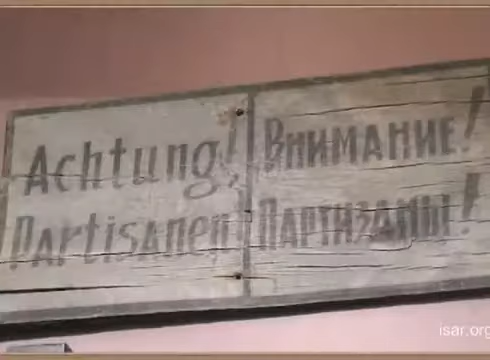 Achtung!
Partisanen
Внимание!
Партизаны!
isar.org